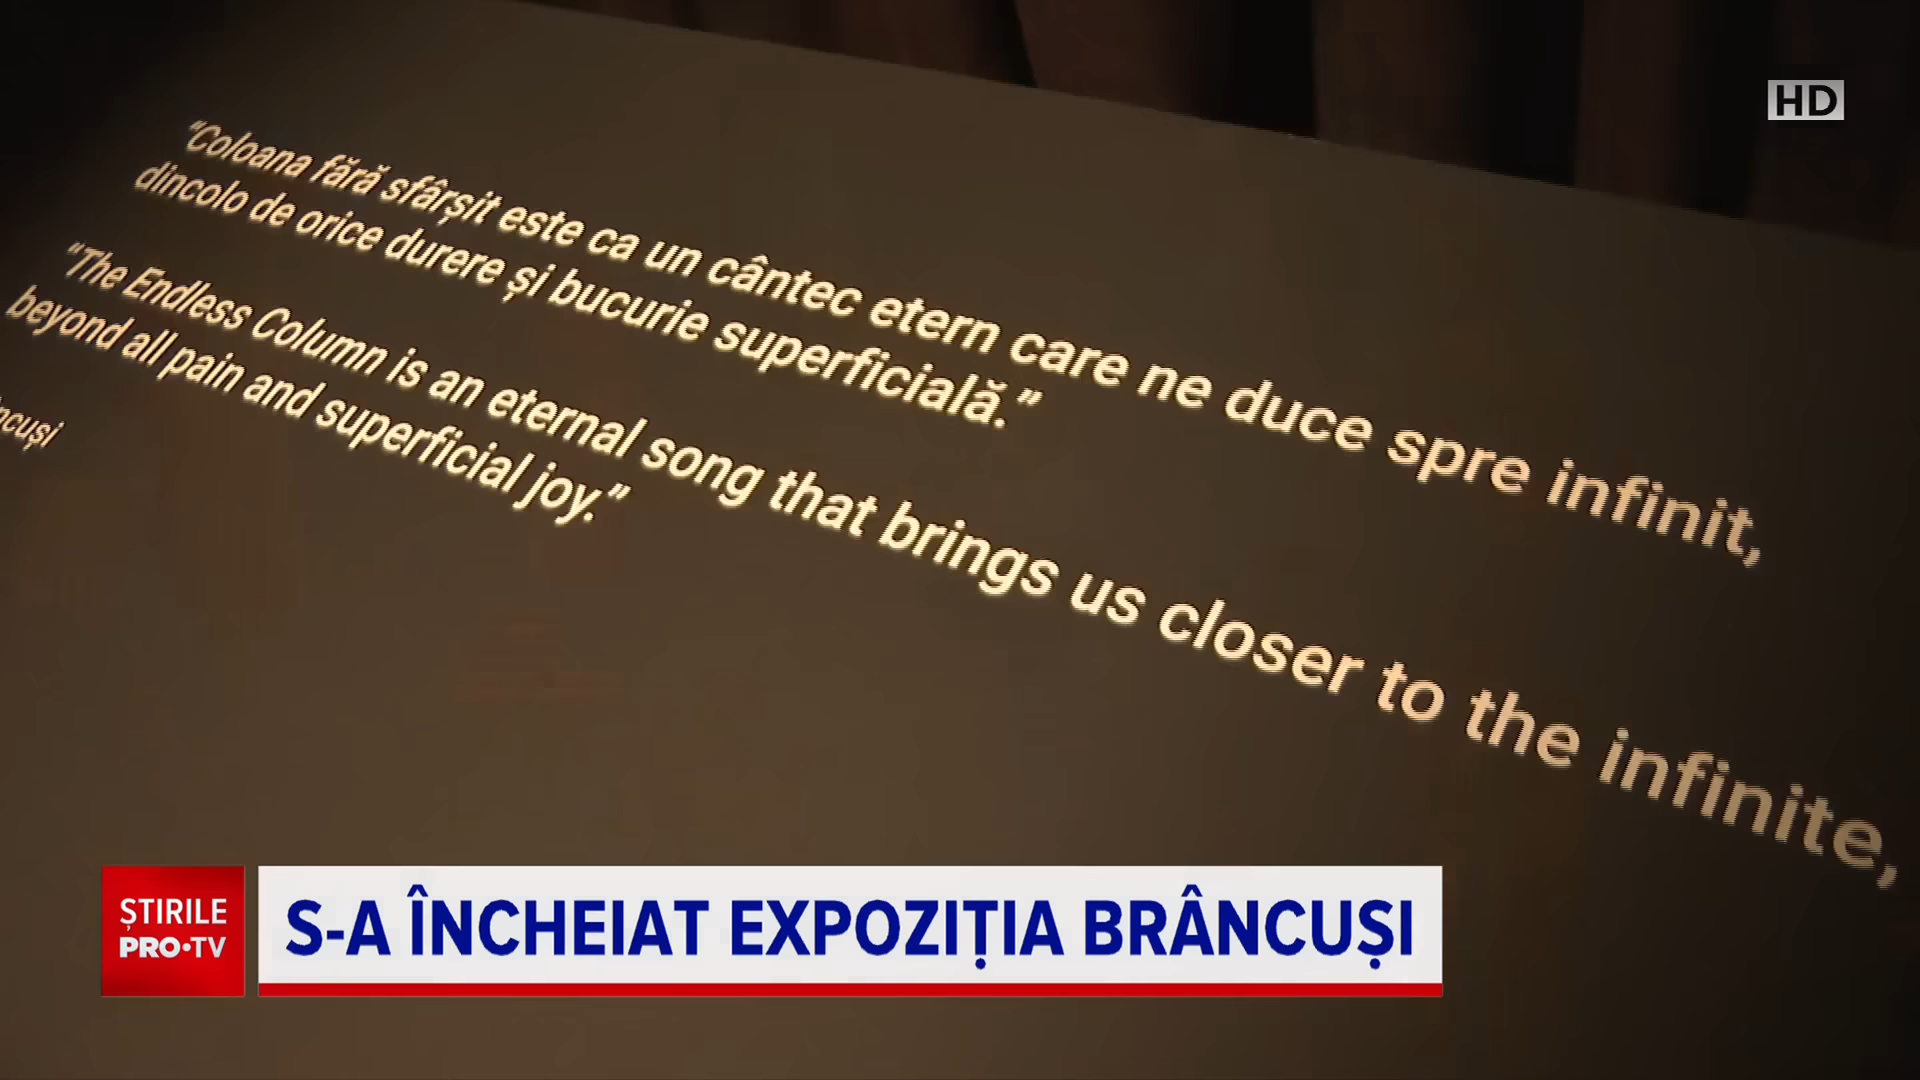 HD
“Coloana fără sfârșit este ca un cântec etern care ne duce spre infinit,
dincolo de orice durere și bucurie superficială.”
“The Endless Column is an eternal song that brings us closer to the infinite,
beyond all pain and superficial joy.”
ȘTIRILE
PRO•TV
S-A ÎNCHEIAT EXPOZIȚIA BRÂNCUȘI